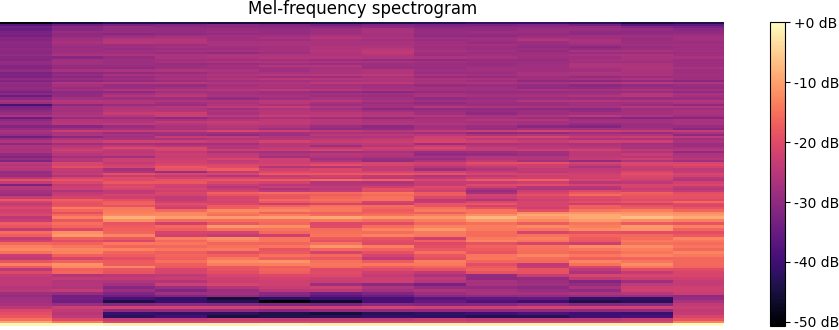 Mel-frequency spectrogram
+0 dB
-10 dB
-20 dB
-30 dB
-40 dB
-50 dB